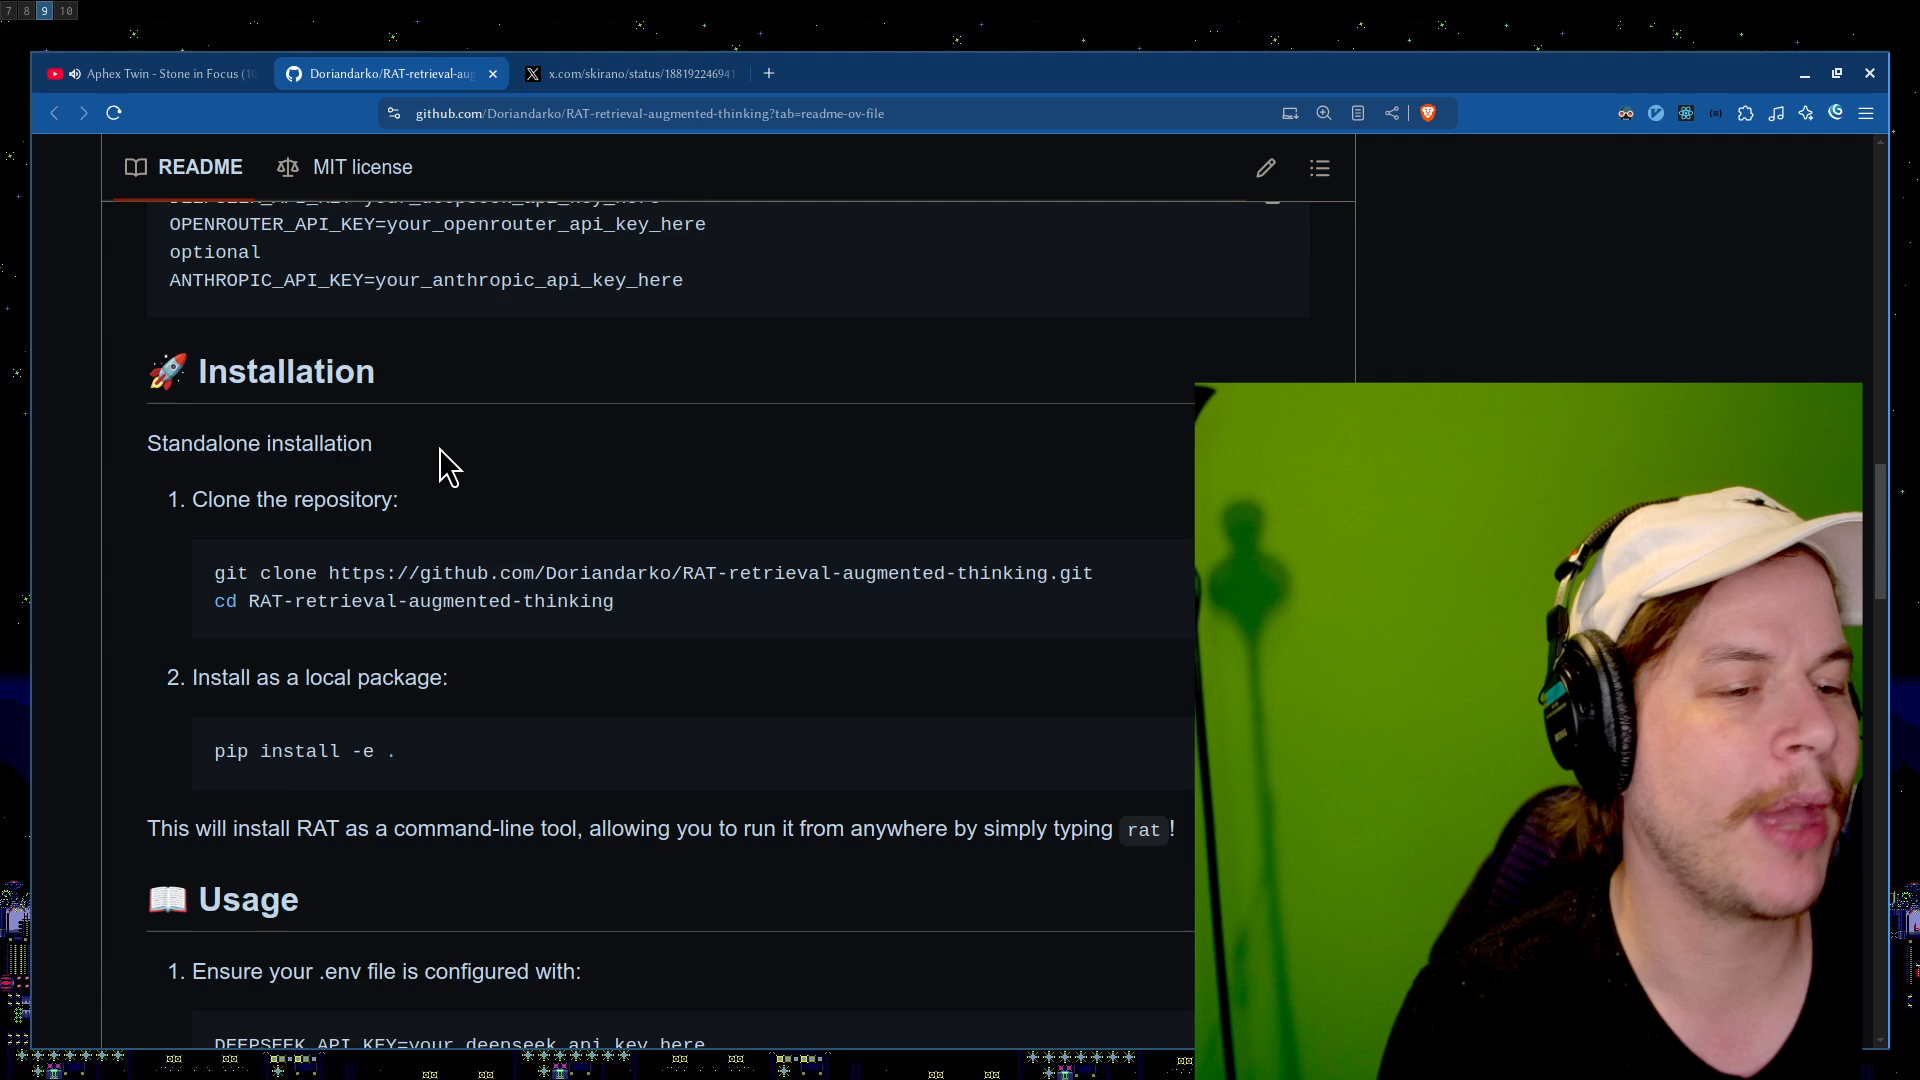 7 8 9 10
Aphex Twin - Stone in Focus (10
Doriandarko/RAT-retrieval-aug
x.com/skirano/status/1881922469411
github.com/Doriandarko/RAT-retrieval-augmented-thinking?tab=readme-ov-file
README
MIT license
DEEPSEEK_API_KEY=your_deepseek_api_key_here
OPENROUTER_API_KEY=your_openrouter_api_key_here
optional
ANTHROPIC_API_KEY=your_anthropic_api_key_here
🚀 Installation
Standalone installation
1. Clone the repository:
git clone https://github.com/Doriandarko/RAT-retrieval-augmented-thinking.git
cd RAT-retrieval-augmented-thinking
2. Install as a local package:
pip install -e .
This will install RAT as a command-line tool, allowing you to run it from anywhere by simply typing rat!
📖 Usage
1. Ensure your .env file is configured with:
DEEPSEEK_API_KEY=your_deepseek_api_key_here